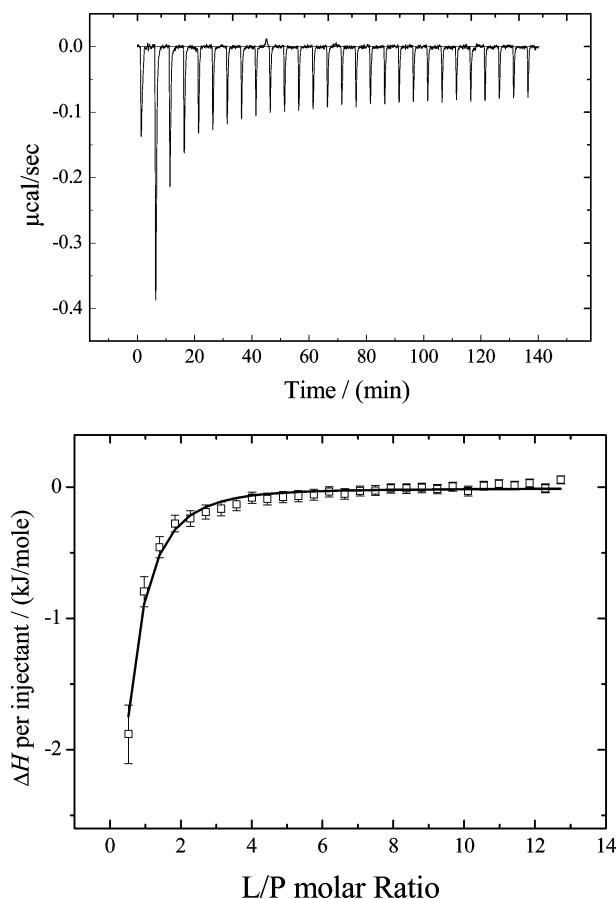 0.0
-0.1
-0.2
-0.3
-0.4
μcal/sec
0 20 40 60 80 100 120 140
Time / (min)
0
-1
-2
ΔH per injectant / (kJ/mole)
0 2 4 6 8 10 12 14
L/P molar Ratio